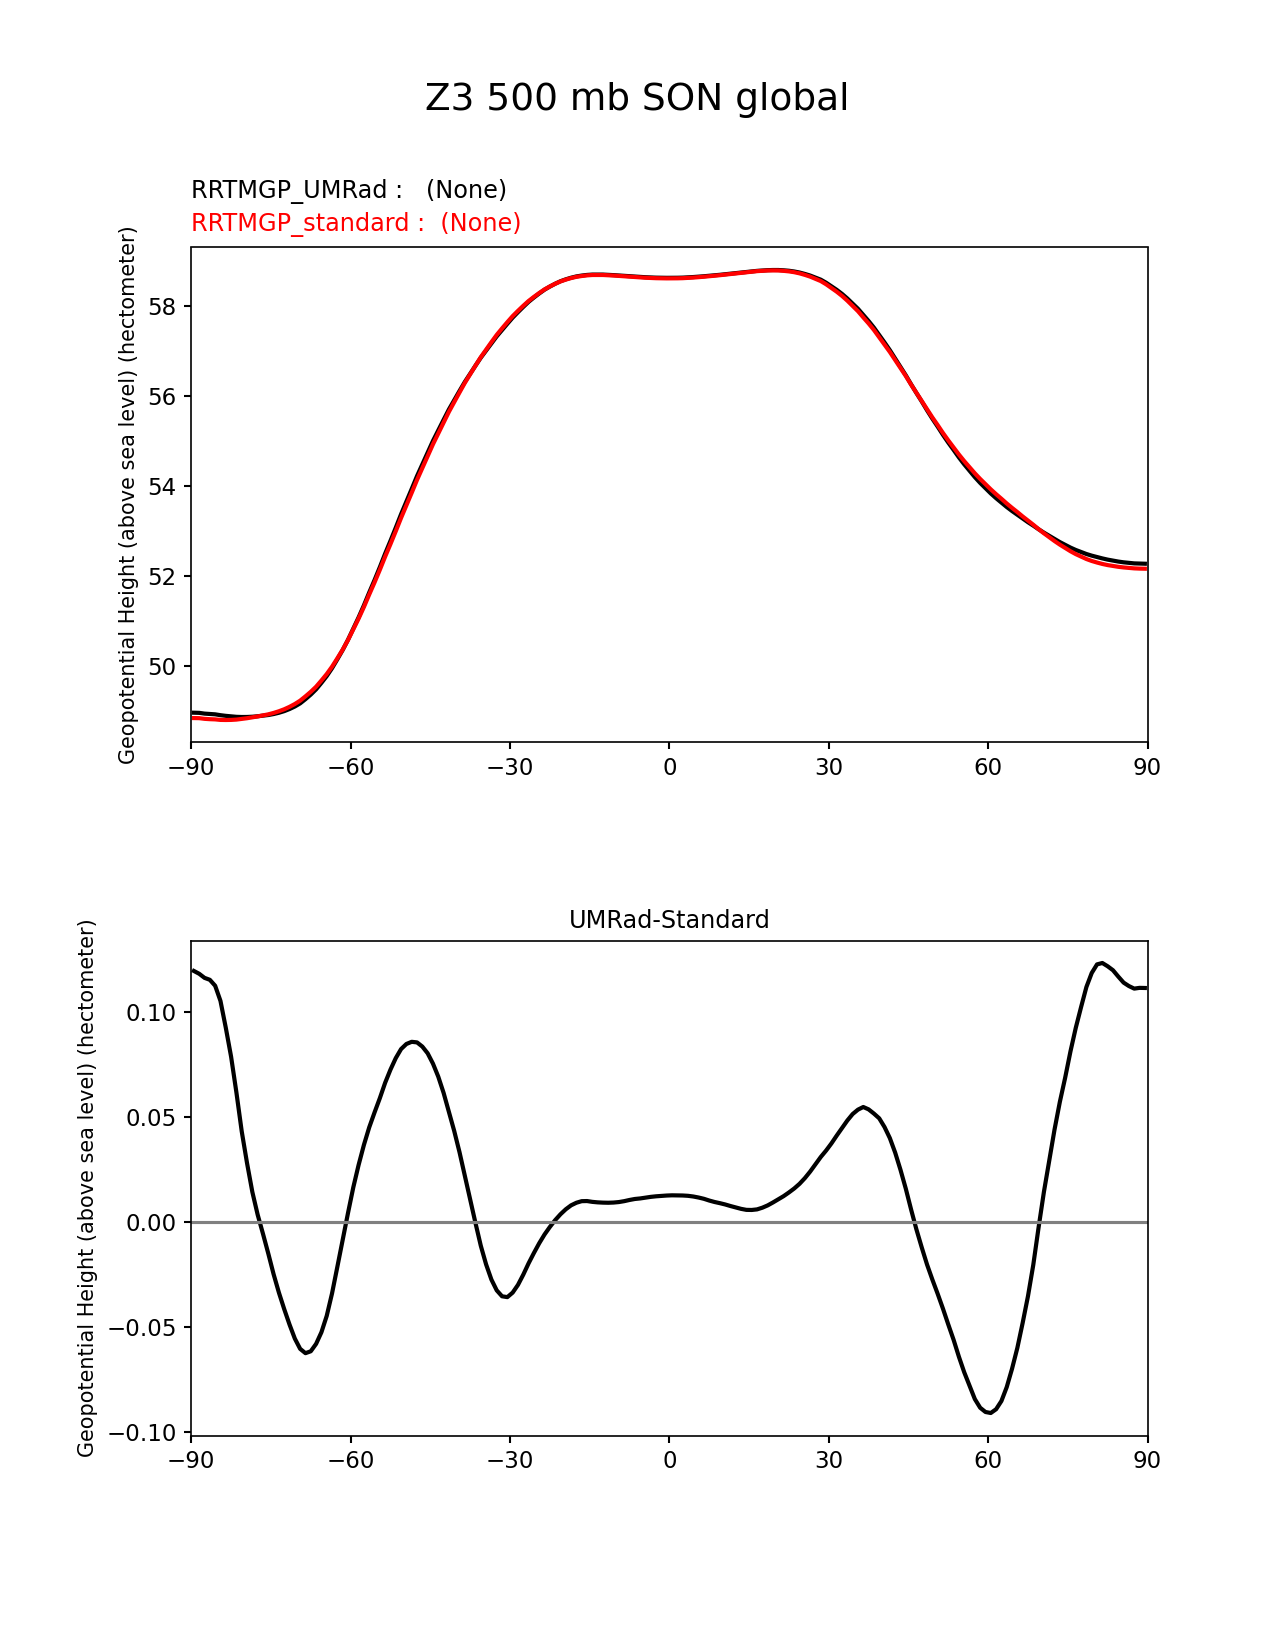 Z3 500 mb SON global
RRTMGP_UMRad :   (None)
RRTMGP_standard :  (None)
Geopotential Height (above sea level) (hectometer)
58
56
54
52
50
−90 −60 −30 0 30 60 90
UMRad-Standard
Geopotential Height (above sea level) (hectometer)
0.10
0.05
0.00
−0.05
−0.10
−90 −60 −30 0 30 60 90